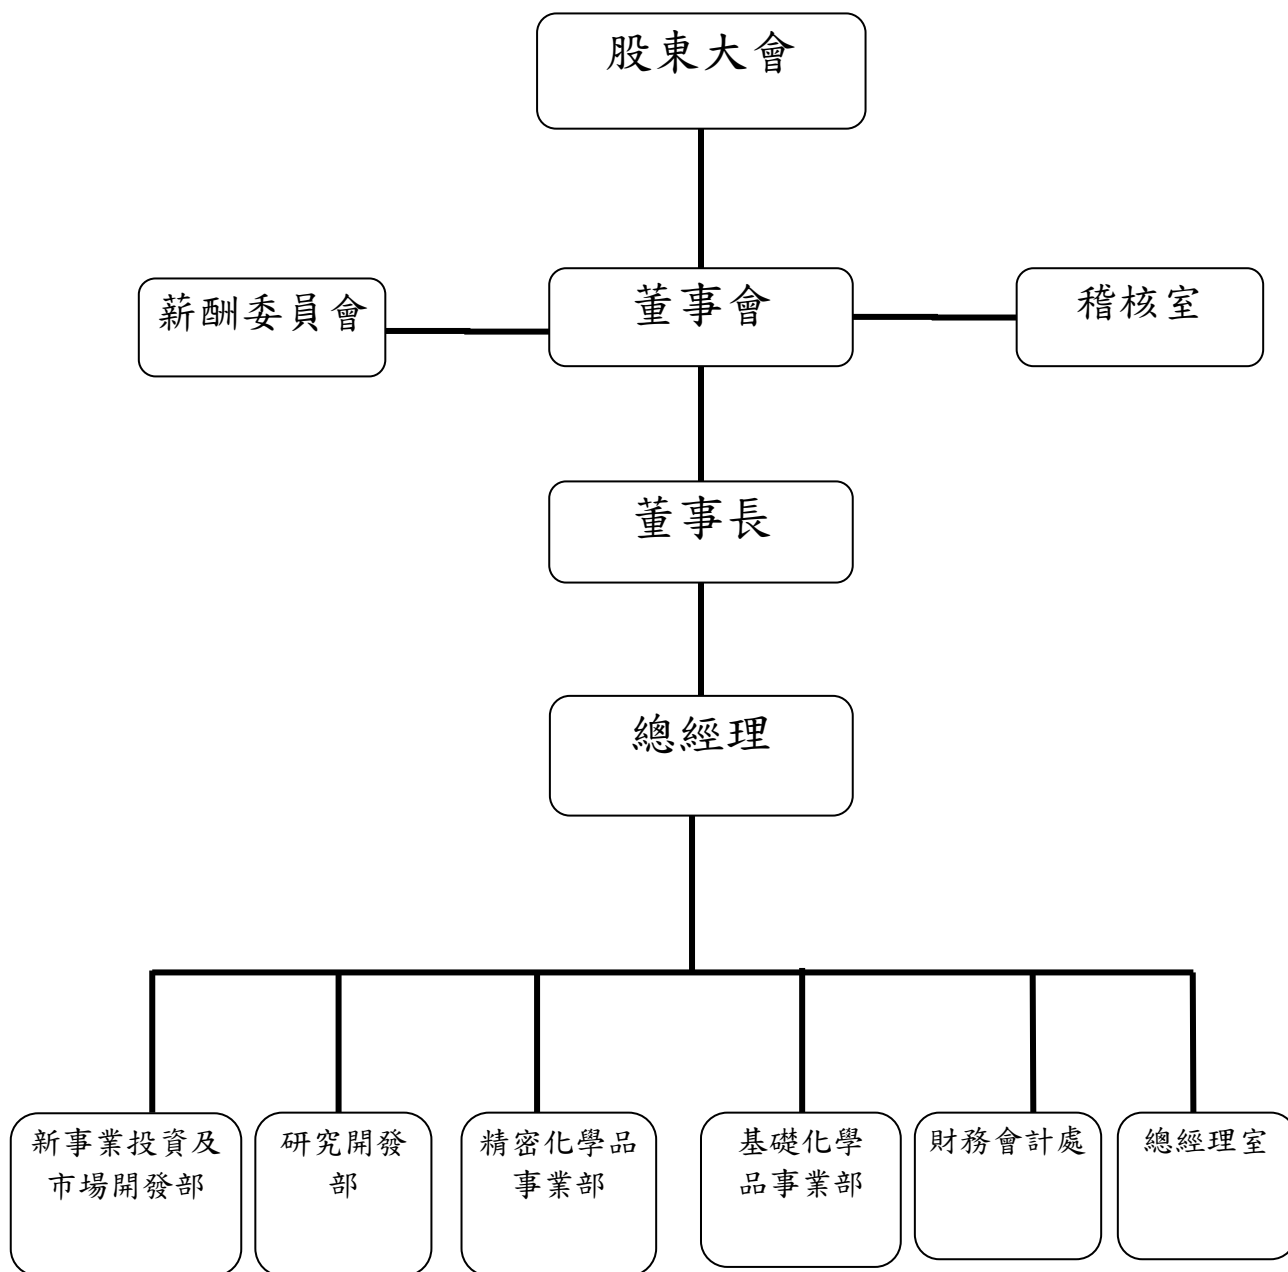 股東大會
薪酬委員會
董事會
稽核室
董事長
總經理
新事業投資及
市場開發部
研究開發
部
精密化學品
事業部
基礎化學
品事業部
財務會計處
總經理室